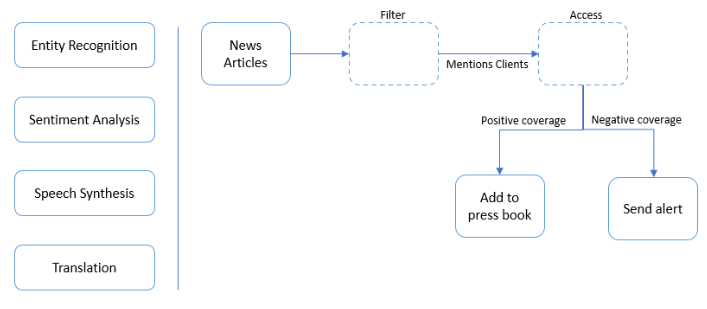 Entity Recognition
Sentiment Analysis
Speech Synthesis
Translation
News
Articles
Filter
Mentions Clients
Access
Positive coverage
Negative coverage
Add to
press book
Send alert